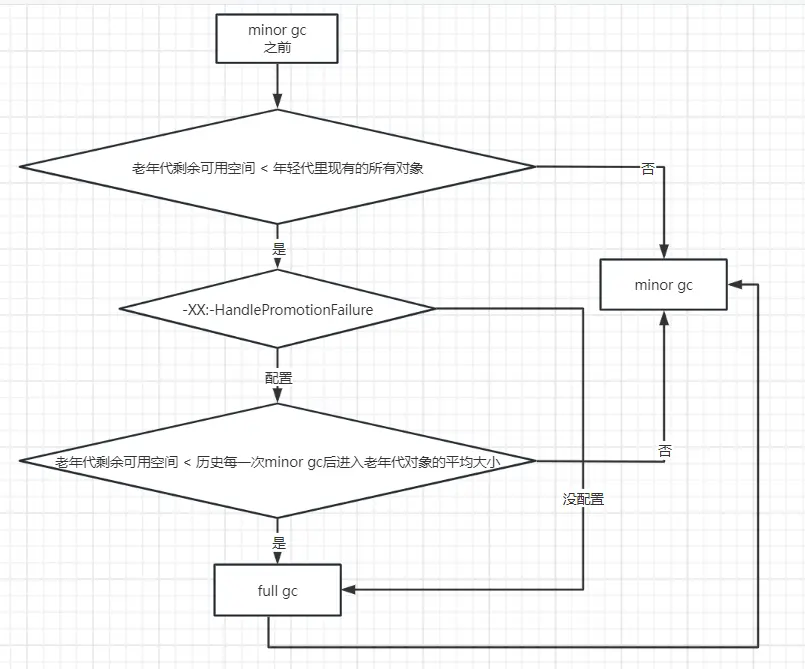 minor gc
之前
老年代剩余可用空间 < 年轻代里现有的所有对象
否
是
minor gc
-XX:-HandlePromotionFailure
配置
老年代剩余可用空间 < 历史每一次minor gc后进入老年代对象的平均大小
否
没配置
是
full gc